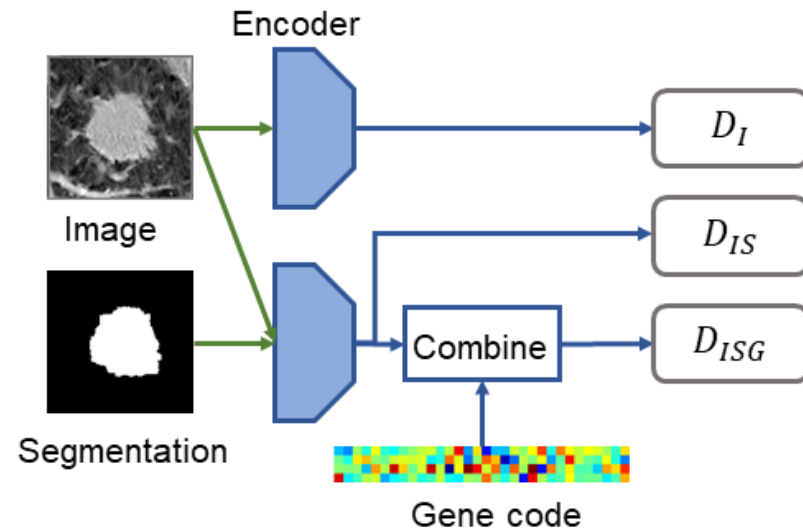 Encoder
Image
Segmentation
Combine
Gene code
D_I
D_IS
D_ISG